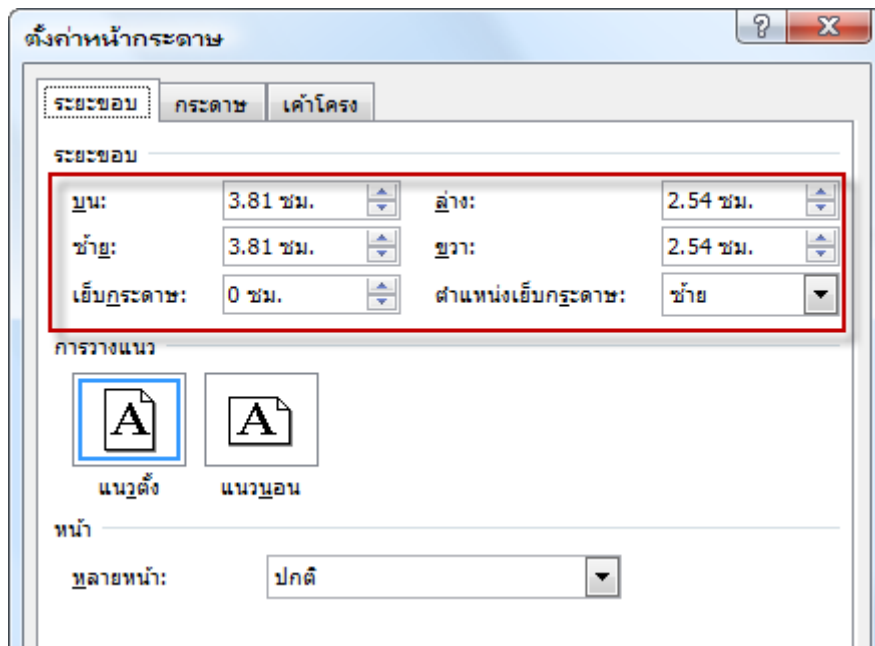 ตั้งค่าหน้ากระดาษ
ระยะขอบ กระดาษ เค้าโครง
ระยะขอบ
บน: 3.81 ซม. ล่าง: 2.54 ซม.
ซ้าย: 3.81 ซม. ขวา: 2.54 ซม.
เย็บกระดาษ: 0 ซม. ตำแหน่งเย็บกระดาษ: ซ้าย
การวางแนว
A A
แนวตั้ง แนวนอน
หน้า
หลายหน้า: ปกติ